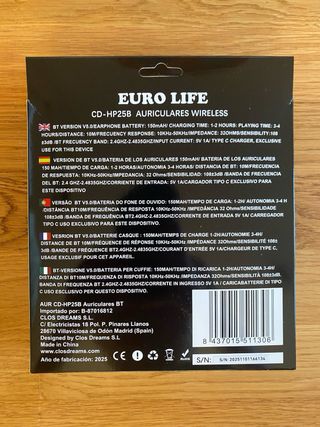 EURO LIFE
CD-HP25B AURICULARES WIRELESS
BT VERSION V5.0/EARPHONE BATTERY: 150mAH/ CHARGING TIME: 1-2 HOURS/ PLAYING TIME: 3-4
HOURS/DISTANCE: 10M/FREQUENCY RESPONSE: 10KHz-50KHz/IMPEDANCE: 32OHMS/SENSIBILITY:108
±3dB /BT FREQUENCY BAND: 2.4GHZ-2.4835GHZ/INPUT CURRENT: 5V 1A/ TYPE C CHARGER, EXCLUSIVE
USE FOR THIS DEVICE
VERSIÓN DE BT V5.0/BATERIA DE LOS AURICULARES 150 mAH/ BATERIA DE LOS AURICULARES
150 MAH/TIEMPO DE CARGA: 1-2 HORAS/AUTONOMIA 3-4 HORAS/DISTANCIA DE BT: 10M/FRECUENCIA
DE RESPUESTA: 10KHz-50KHz/IMPEDANCIA: 32 OHMS/SENSIBILIDAD: 108±3dB/BANDA DE FRECUENCIA
DEL BT. 2.4 GHZ-2.4835GHZ/CORRIENTE DE ENTRADA: 5V 1A/CARGADOR TIPO C EXCLUSIVO PARA
ESTE DISPOSITIVO
VERSÃO BT V5.0/BATERIA DO FONE DE OUVIDO: 150MAH/TEMPO DE CARGA: 1-2H/AUTONOMIA 3-4 H
DISTÂNCIA DE BT 10M/FREQUÊNCIA DE RESPOSTA 10KHz-50KHz/IMPEDÂNCIA 32 OHMS/SENSIBILIDADE
108±3dB /BANDA DE FREQUÊNCIA BT2.4GHZ-2.4835GHZ/CORRENTE DE ENTRADA 5V 1A/ CARREGADOR
TIPO C EXCLUSIVO PARA ESTE DISPOSITIVO.
VERSION BT V5.0/BATTERIE CASQUE : 150MAH/TEMPS DE CHARGE 1-2H/AUTONOMIE 3-4H/
DISTANCE BT 10M/FRÉQUENCE DE RÉPONSE 10KHz-50KHz/IMPÉDANCE 32 OHMS/SENSIBILITÉ 108±
3dB/BANDE DE FRÉQUENCE BT2.4GHZ-2.4835GHZ/COURANT D'ENTRÉE 5V 1A/CHARGEUR TYPE C,
USAGE EXCLUSIF POUR CET APPAREIL.
BT-VERSIONE V5.0/BATTERIA PER CUFFIE: 150MAH/TEMPO DI RICARICA 1-2H/AUTONOMIA 3-4H/
DISTANZA DI BT10M/FREQUENZA DI RISPOSTA 10KHz-50KHz/IMPEDENZA 32 OHMS/SENSIBILITÀ 108±3dB
/BANDA DI FREQUENZA BT2.4GHZ-2.4835GHZ/CORRENTE DI INGRESSO 5V 1A/ CARICABATTERIE DI TIPO
C ESCLUSIVO PER QUESTO DISPOSITIVO.
AUR CD-HP25B Auriculares BT
Importado por: B-87016812
CLOS DREAMS S.L.
C/ Electricistas 18 Pol. P. Pinares Llanos
28670 Villaviciosa de Odón Madrid (Spain)
Designed by Clos Dreams S.L.
Made in China
www.closdreams.com
Año de fabricación: 2025
CE
8 437015 511306
S/N: S/N: 20251101166134